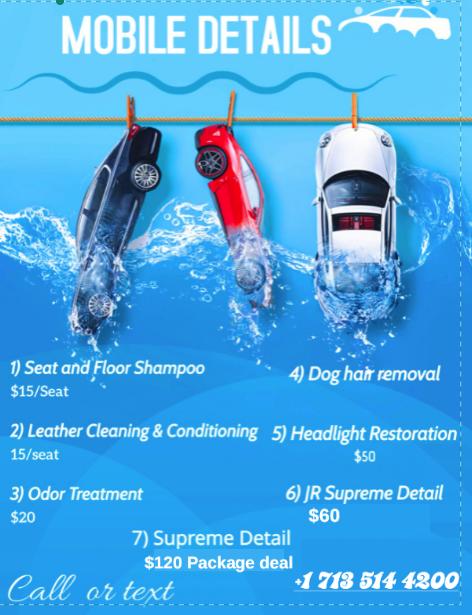 MOBILE DETAILS
1) Seat and Floor Shampoo
$15/Seat
4) Dog hair removal
2) Leather Cleaning & Conditioning
15/seat
5) Headlight Restoration
$50
3) Odor Treatment
$20
6) JR Supreme Detail
$60
7) Supreme Detail
$120 Package deal
Call or text
+1 713 514 4200